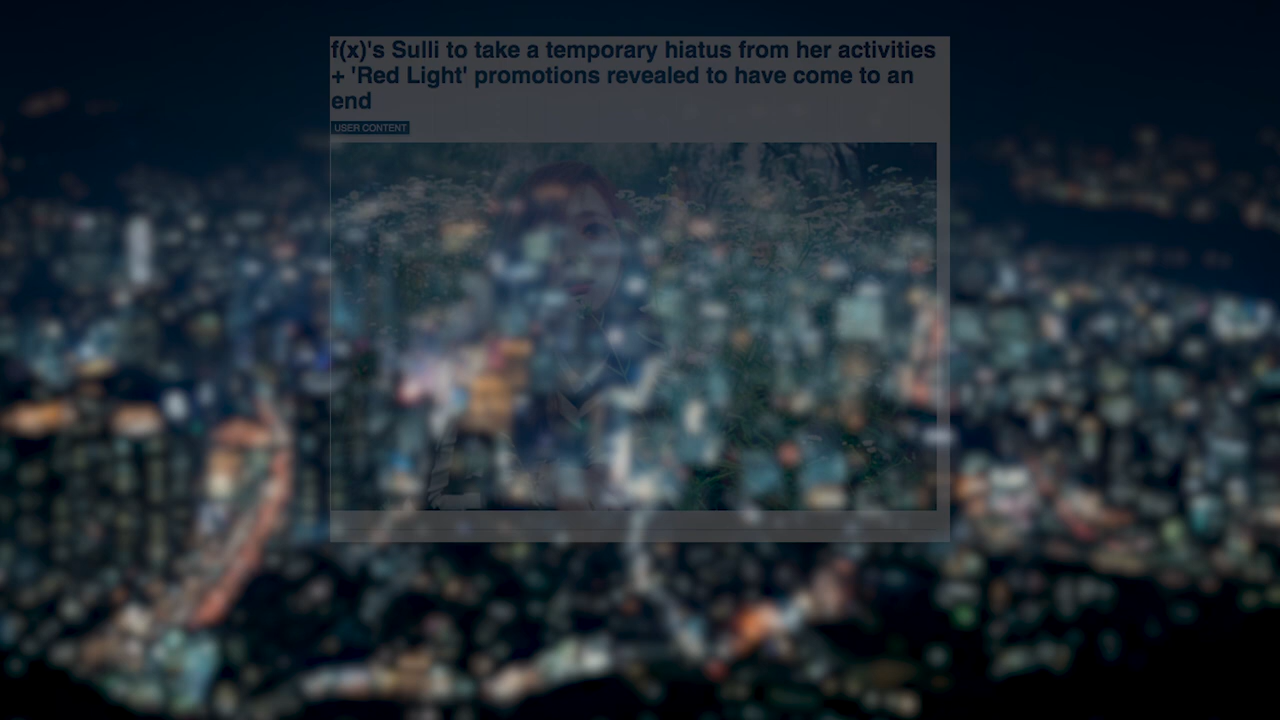 f(x)'s Sulli to take a temporary hiatus from her activities
+ 'Red Light' promotions revealed to have come to an
end
USER CONTENT